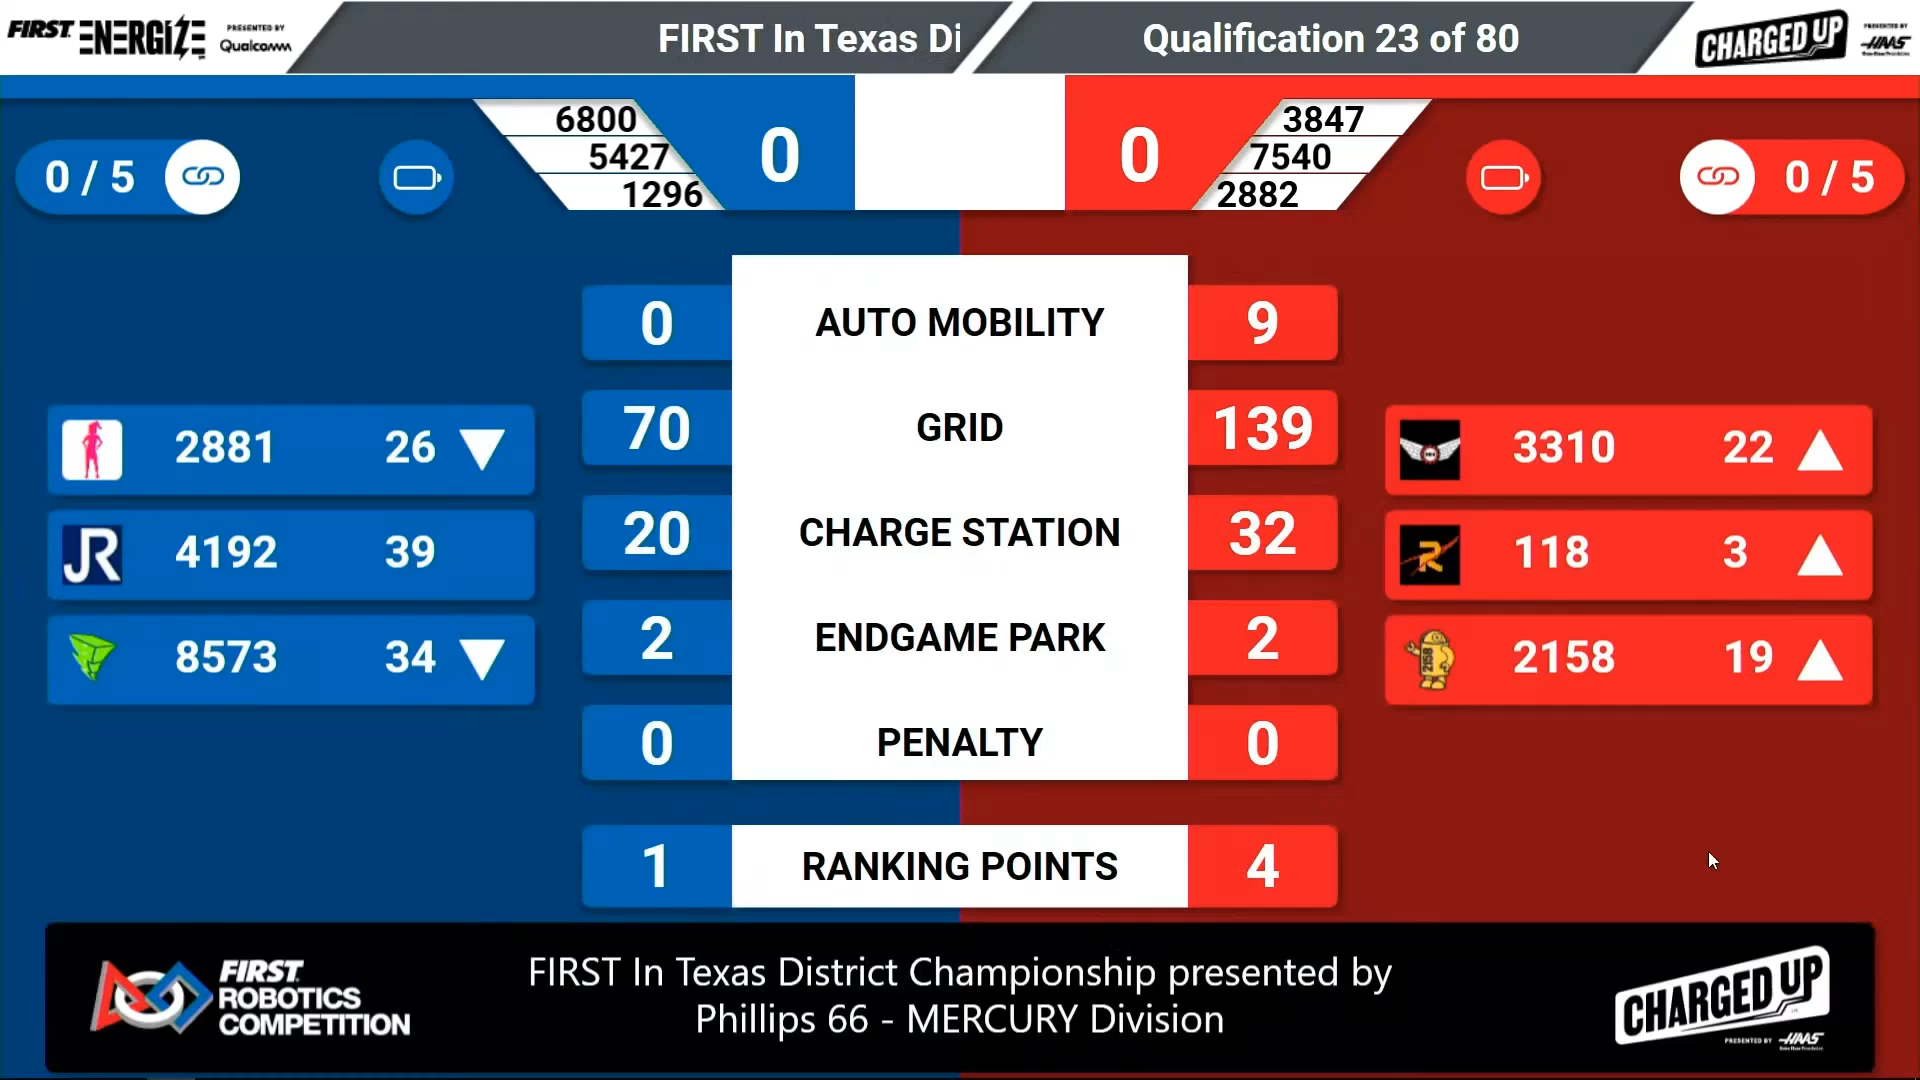 FIRST ENERGIZE PRESENTED BY Qualcomm
FIRST In Texas Di
Qualification 23 of 80
CHARGED UP PRESENTED BY HAAS
6800
5427
1296
0
0
3847
7540
2882
0 / 5
0 / 5
0 AUTO MOBILITY 9
70 GRID 139
20 CHARGE STATION 32
2 ENDGAME PARK 2
0 PENALTY 0
1 RANKING POINTS 4
2881 26
JR 4192 39
8573 34
3310 22
R 118 3
2158 2158 19
FIRST
ROBOTICS
COMPETITION
FIRST In Texas District Championship presented by
Phillips 66 - MERCURY Division
CHARGED UP
PRESENTED BY HAAS